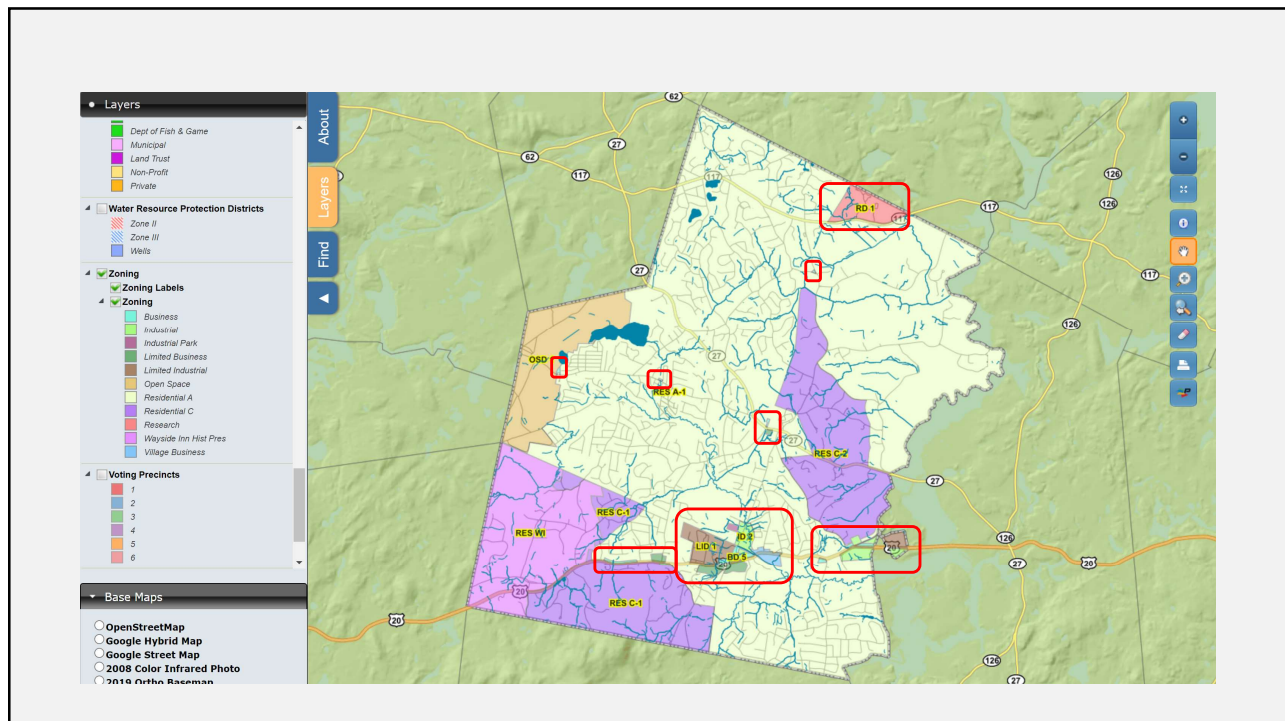 Layers
Dept of Fish & Game
Municipal
Land Trust
Non-Profit
Private
Water Resource Protection Districts
Zone II
Zone III
Wells
Zoning
Zoning Labels
Zoning
Business
Industrial
Industrial Park
Limited Business
Limited Industrial
Open Space
Residential A
Residential C
Research
Wayside Inn Hist Pres
Village Business
Voting Precincts
1
2
3
4
5
6
Base Maps
OpenStreetMap
Google Hybrid Map
Google Street Map
2008 Color Infrared Photo
2019 Ortho Basemap
About
Layers
Find
62
27
62
117
117
126
126
117
RD 1
117
117
27
126
OSD
27
RES A-1
27
RES C-2
27
RES C-1
RES WI
LID 1
ID 2
BD 5
20
20
126
20
27
20
RES C-1
20
126
27